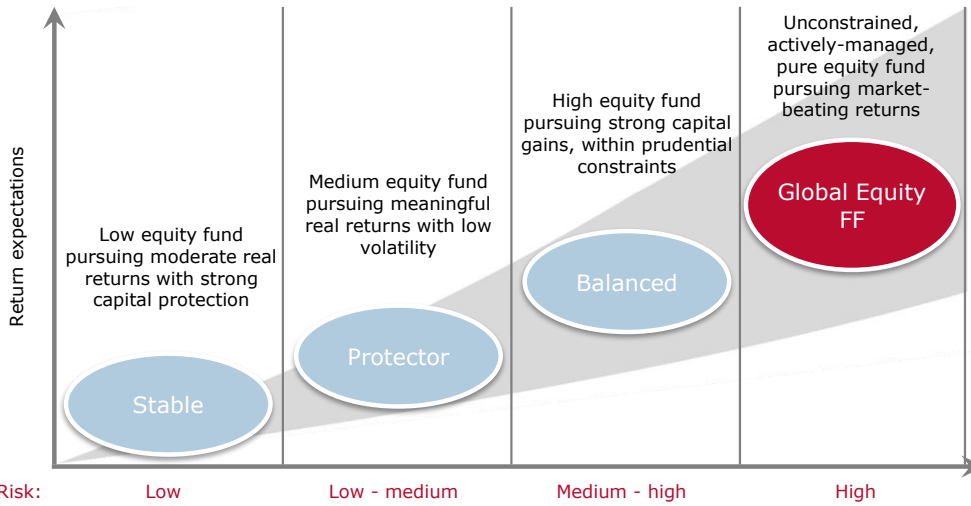 Unconstrained,
actively-managed,
pure equity fund
pursuing market-
beating returns
High equity fund
pursuing strong capital
gains, within prudential
constraints
Medium equity fund
pursuing meaningful
real returns with low
volatility
Low equity fund
pursuing moderate real
returns with strong
capital protection
Return expectations
Global Equity
FF
Balanced
Protector
Stable
Risk:
Low
Low - medium
Medium - high
High